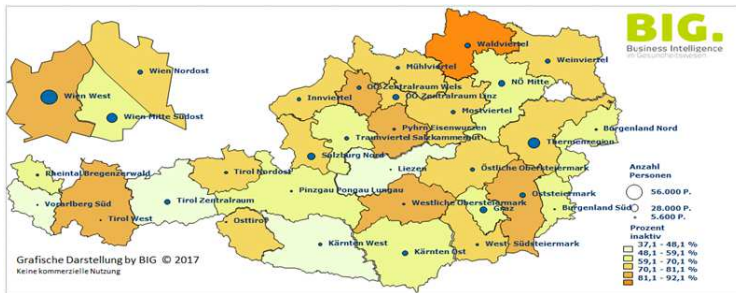 BIG.
Business Intelligence
im Gesundheitswesen
Waldviertel
Weinviertel
Wien Nordost
Mühlviertel
NÖ Mitte
OÖ Zentralraum Wels
Wien West
Innviertel
OÖ Zentralraum Linz
Mostviertel
Wien Mitte Südost
Pyhrn Eisenwurzen
Burgenland Nord
Traunviertel Salzkammergut
Thermenregion
Salzburg Nord
Anzahl
Personen
Rheintal Bregenzerwald
Tirol Nordost
Liezen
Östliche Obersteiermark
56.000 P.
Pinzgau Pongau Lungau
Oststeiermark
Vorarlberg Süd
Tirol Zentralraum
Westliche Obersteiermark
Graz
Burgenland Süd
28.000 P.
5.600 P.
Tirol West
Osttirol
Prozent
inaktiv
Kärnten West
West- Südsteiermark
37,1 - 48,1 %
48,1 - 59,1 %
Kärnten Ost
59,1 - 70,1 %
70,1 - 81,1 %
81,1 - 92,1 %
Grafische Darstellung by BIG © 2017
Keine kommerzielle Nutzung